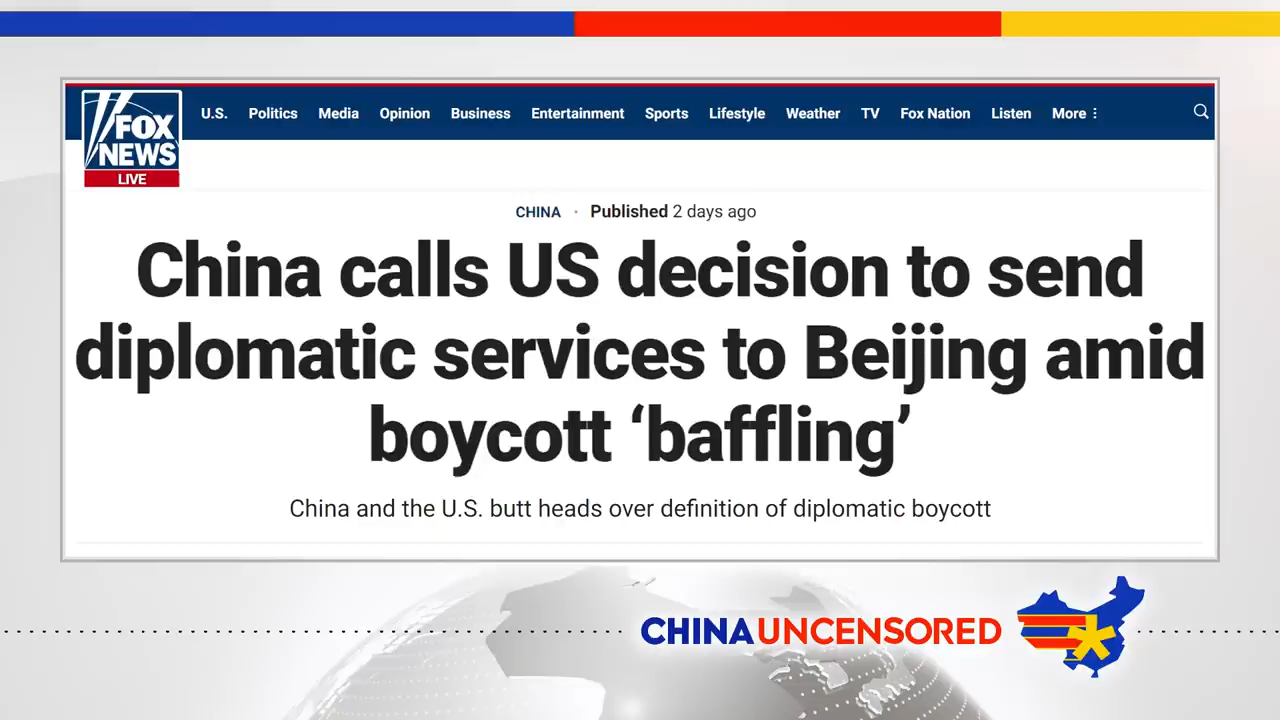 FOX
NEWS
LIVE
U.S. Politics Media Opinion Business Entertainment Sports Lifestyle Weather TV Fox Nation Listen More
CHINA · Published 2 days ago
China calls US decision to send
diplomatic services to Beijing amid
boycott ‘baffling’
China and the U.S. butt heads over definition of diplomatic boycott
CHINAUNCENSORED